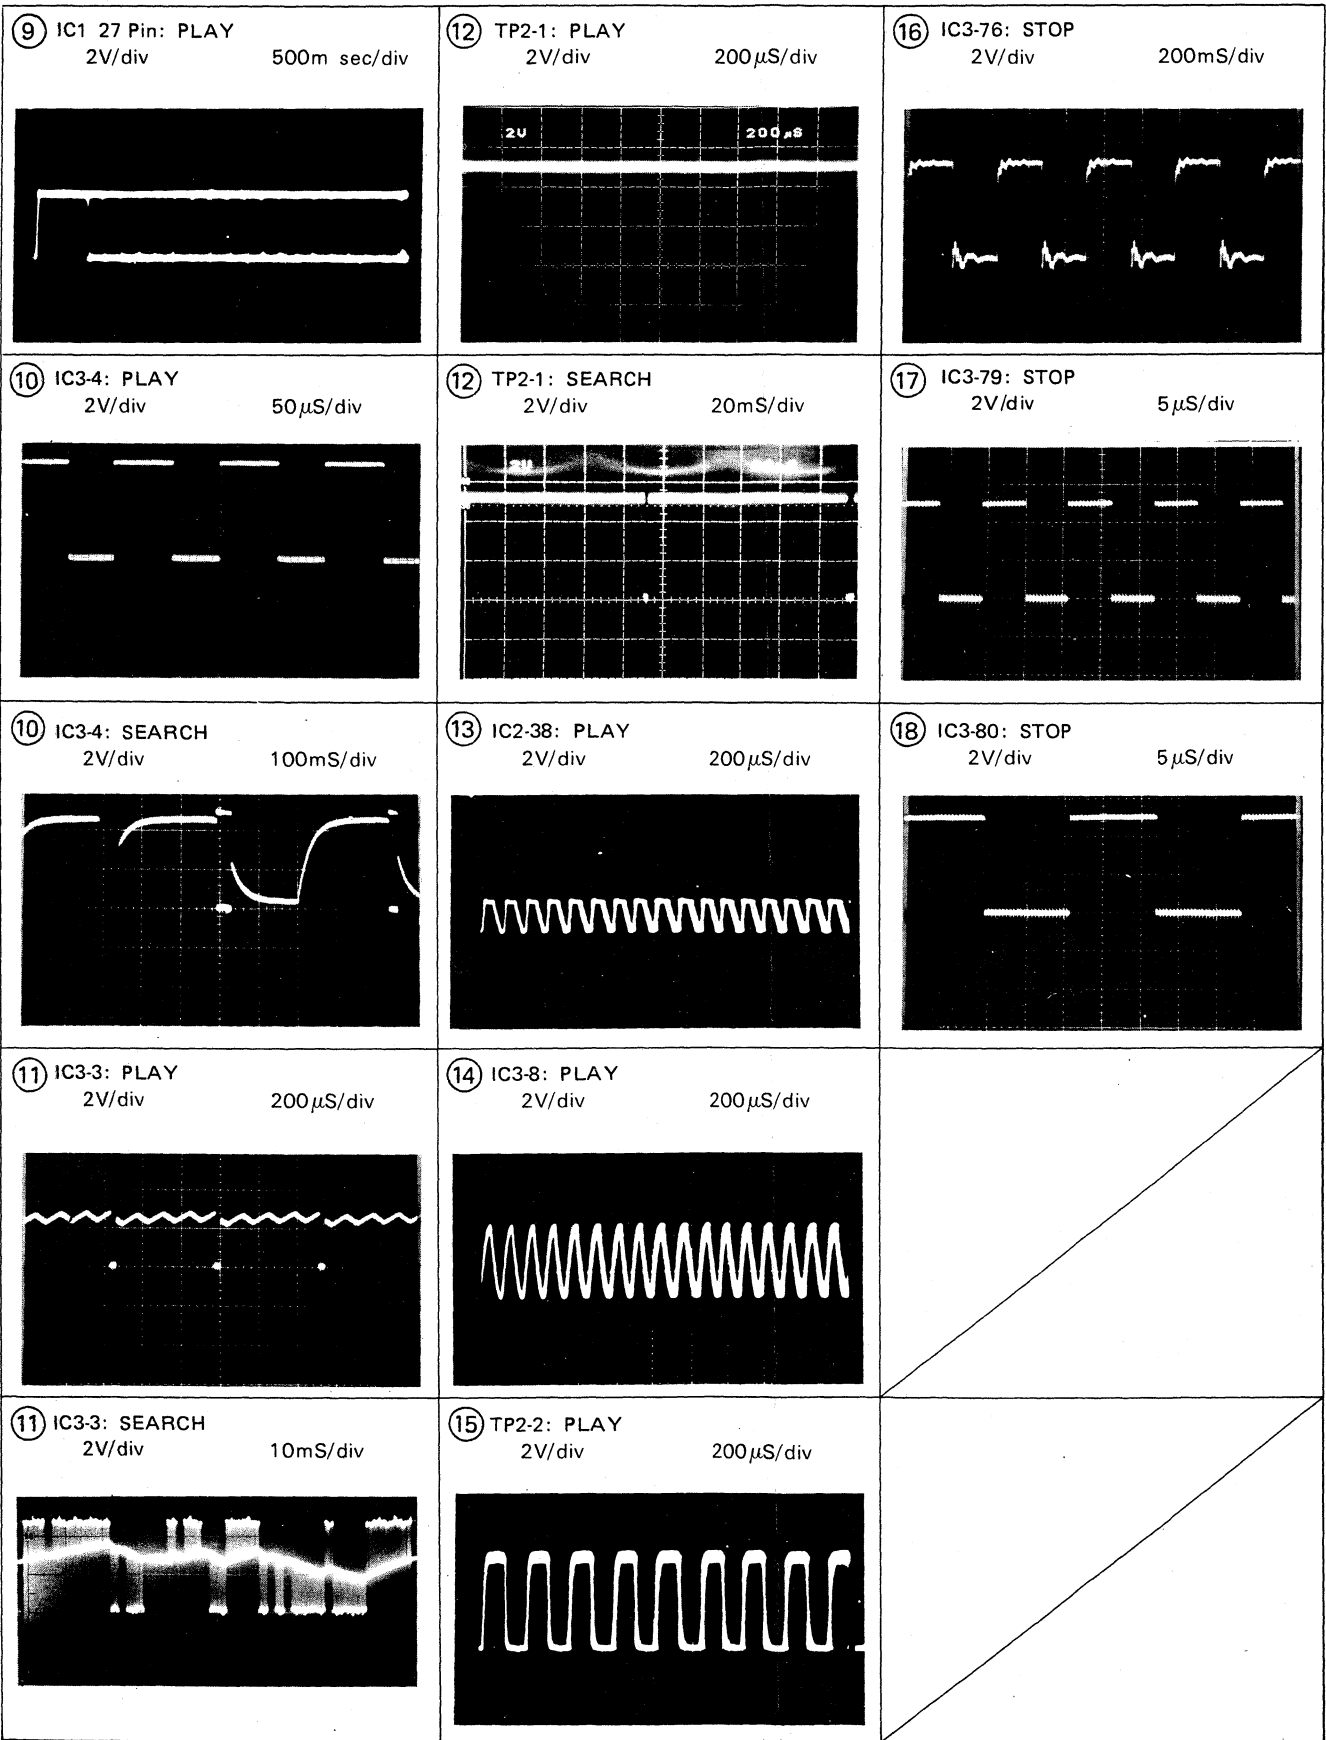 ⑨ IC1 27 Pin: PLAY
2V/div 500m sec/div
⑩ IC3-4: PLAY
2V/div 50μS/div
⑩ IC3-4: SEARCH
2V/div 100mS/div
⑪ IC3-3: PLAY
2V/div 200μS/div
⑪ IC3-3: SEARCH
2V/div 10mS/div
⑫ TP2-1: PLAY
2V/div 200μS/div
2V 200μS
⑫ TP2-1: SEARCH
2V/div 20mS/div
2V
⑬ IC2-38: PLAY
2V/div 200μS/div
⑭ IC3-8: PLAY
2V/div 200μS/div
⑮ TP2-2: PLAY
2V/div 200μS/div
⑯ IC3-76: STOP
2V/div 200mS/div
⑰ IC3-79: STOP
2V/div 5μS/div
⑱ IC3-80: STOP
2V/div 5μS/div